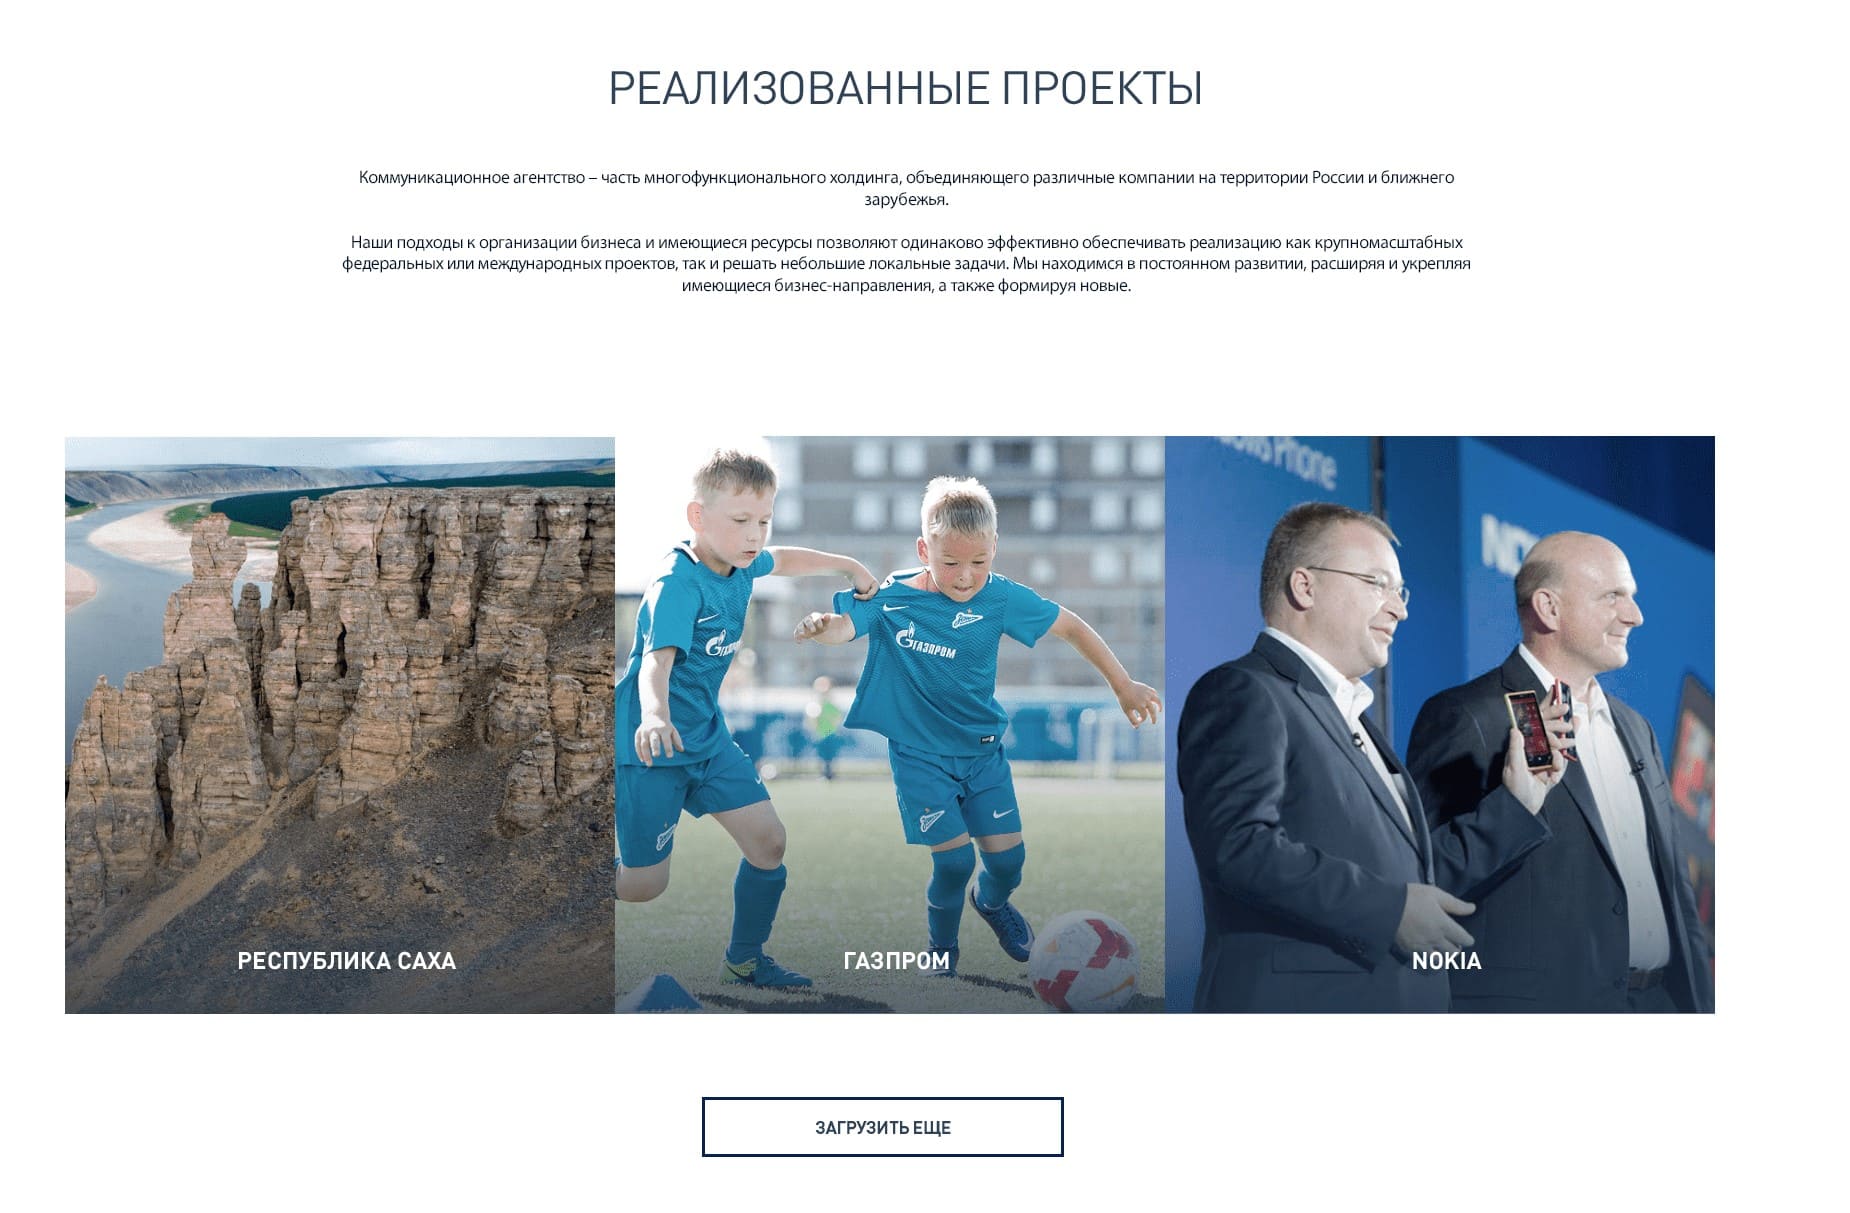 РЕАЛИЗОВАННЫЕ ПРОЕКТЫ
Коммуникационное агентство – часть многофункционального холдинга, объединяющего различные компании на территории России и ближнего
зарубежья.
Наши подходы к организации бизнеса и имеющиеся ресурсы позволяют одинаково эффективно обеспечивать реализацию как крупномасштабных
федеральных или международных проектов, так и решать небольшие локальные задачи. Мы находимся в постоянном развитии, расширяя и укрепляя
имеющиеся бизнес-направления, а также формируя новые.
Phone
ГАЗПРОМ
РЕСПУБЛИКА САХА
ГАЗПРОМ
NOKIA
ЗАГРУЗИТЬ ЕЩЕ